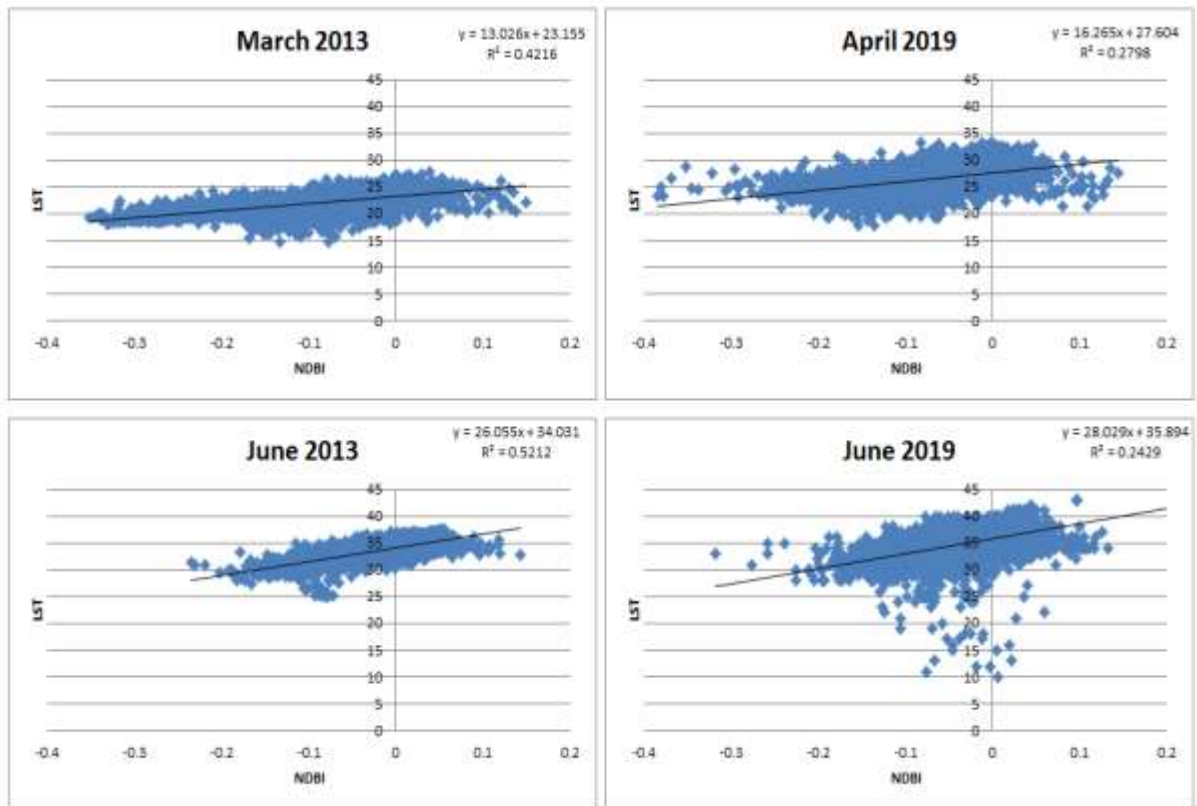 March 2013
y = 13.026x + 23.155
R² = 0.4216
45
40
35
30
25
20
15
10
5
0
LST
-0.4 -0.3 -0.2 -0.1 0 0.1 0.2
NDBI
April 2019
y = 16.265x + 27.604
R² = 0.2798
45
40
35
30
25
20
15
10
5
0
LST
-0.4 -0.3 -0.2 -0.1 0 0.1 0.2
NDBI
June 2013
y = 26.055x + 34.031
R² = 0.5212
45
40
35
30
25
20
15
10
5
0
LST
-0.4 -0.3 -0.2 -0.1 0 0.1 0.2
NDBI
June 2019
y = 28.029x + 35.894
R² = 0.2429
45
40
35
30
25
20
15
10
5
0
LST
-0.4 -0.3 -0.2 -0.1 0 0.1 0.2
NDBI